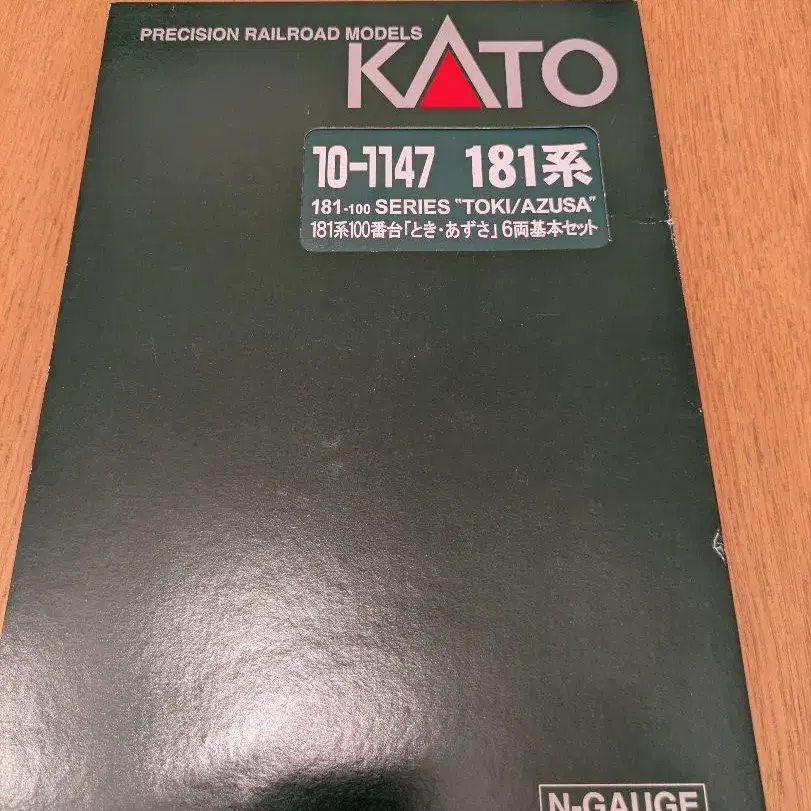 PRECISION RAILROAD MODELS
KATO
10-1147 181系
181-100 SERIES "TOKI/AZUSA"
181系100番台「とき・あずさ」6両基本セット
N-GAUGE